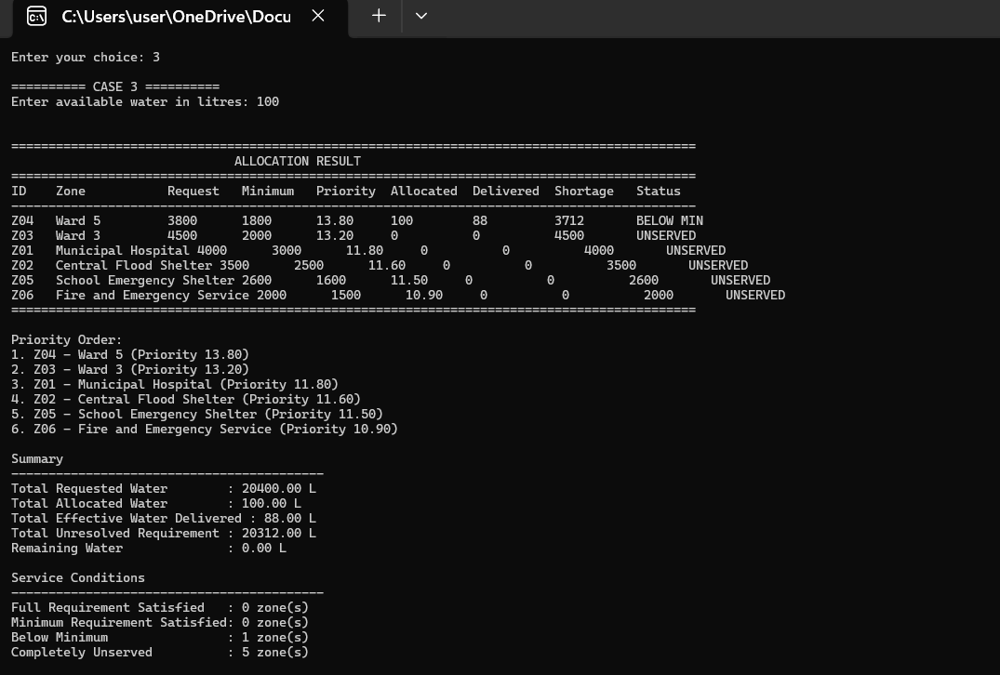 C:\Users\user\OneDrive\Docu
Enter your choice: 3
========== CASE 3 ==========
Enter available water in litres: 100
============================================================================================
ALLOCATION RESULT
============================================================================================
ID Zone Request Minimum Priority Allocated Delivered Shortage Status
--------------------------------------------------------------------------------------------
Z04 Ward 5 3800 1800 13.80 100 88 3712 BELOW MIN
Z03 Ward 3 4500 2000 13.20 0 0 4500 UNSERVED
Z01 Municipal Hospital 4000 3000 11.80 0 0 4000 UNSERVED
Z02 Central Flood Shelter 3500 2500 11.60 0 0 3500 UNSERVED
Z05 School Emergency Shelter 2600 1600 11.50 0 0 2600 UNSERVED
Z06 Fire and Emergency Service 2000 1500 10.90 0 0 2000 UNSERVED
============================================================================================
Priority Order:
1. Z04 - Ward 5 (Priority 13.80)
2. Z03 - Ward 3 (Priority 13.20)
3. Z01 - Municipal Hospital (Priority 11.80)
4. Z02 - Central Flood Shelter (Priority 11.60)
5. Z05 - School Emergency Shelter (Priority 11.50)
6. Z06 - Fire and Emergency Service (Priority 10.90)
Summary
------------------------------------------
Total Requested Water : 20400.00 L
Total Allocated Water : 100.00 L
Total Effective Water Delivered : 88.00 L
Total Unresolved Requirement : 20312.00 L
Remaining Water : 0.00 L
Service Conditions
------------------------------------------
Full Requirement Satisfied : 0 zone(s)
Minimum Requirement Satisfied: 0 zone(s)
Below Minimum : 1 zone(s)
Completely Unserved : 5 zone(s)